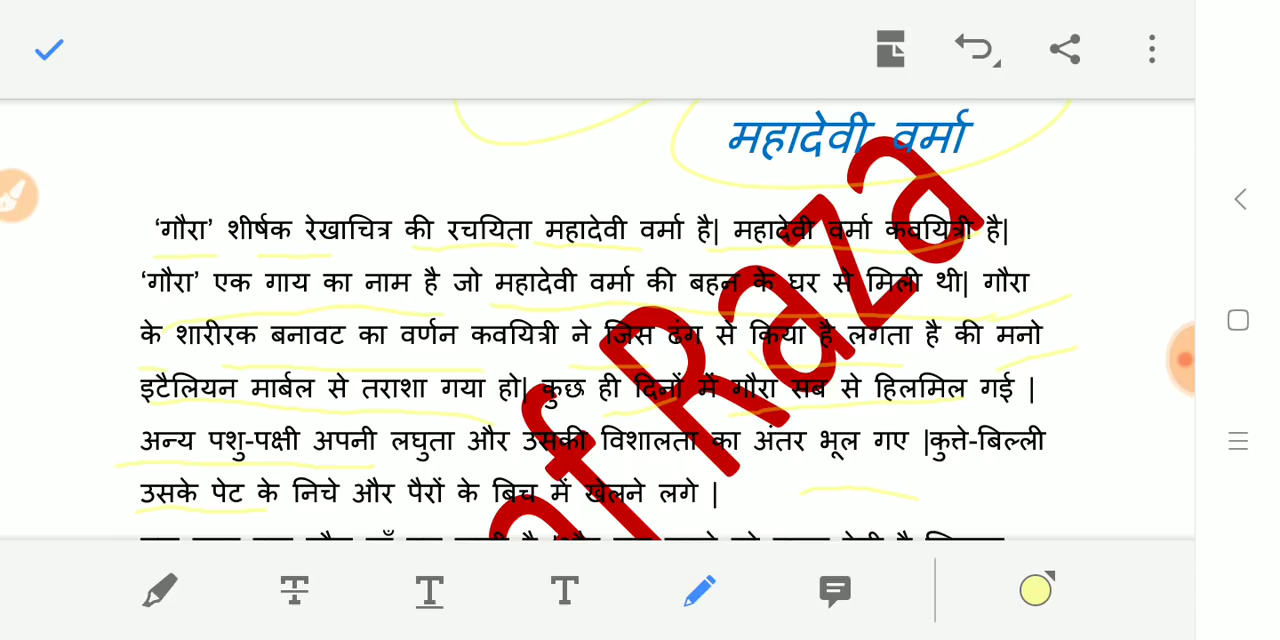 महादेवी वर्मा
‘गौरा’ शीर्षक रेखाचित्र की रचयिता महादेवी वर्मा है| महादेवी वर्मा कवयित्री है|
‘गौरा’ एक गाय का नाम है जो महादेवी वर्मा की बहन के घर से मिली थी| गौरा
के शारीरक बनावट का वर्णन कवयित्री ने जिस ढंग से किया है लगता है की मनो
इटैलियन मार्बल से तराशा गया हो| कुछ ही दिनों में गौरा सब से हिलमिल गई |
अन्य पशु-पक्षी अपनी लघुता और उसकी विशालता का अंतर भूल गए |कुत्ते-बिल्ली
उसके पेट के निचे और पैरों के बिच में खेलने लगे |
Raza